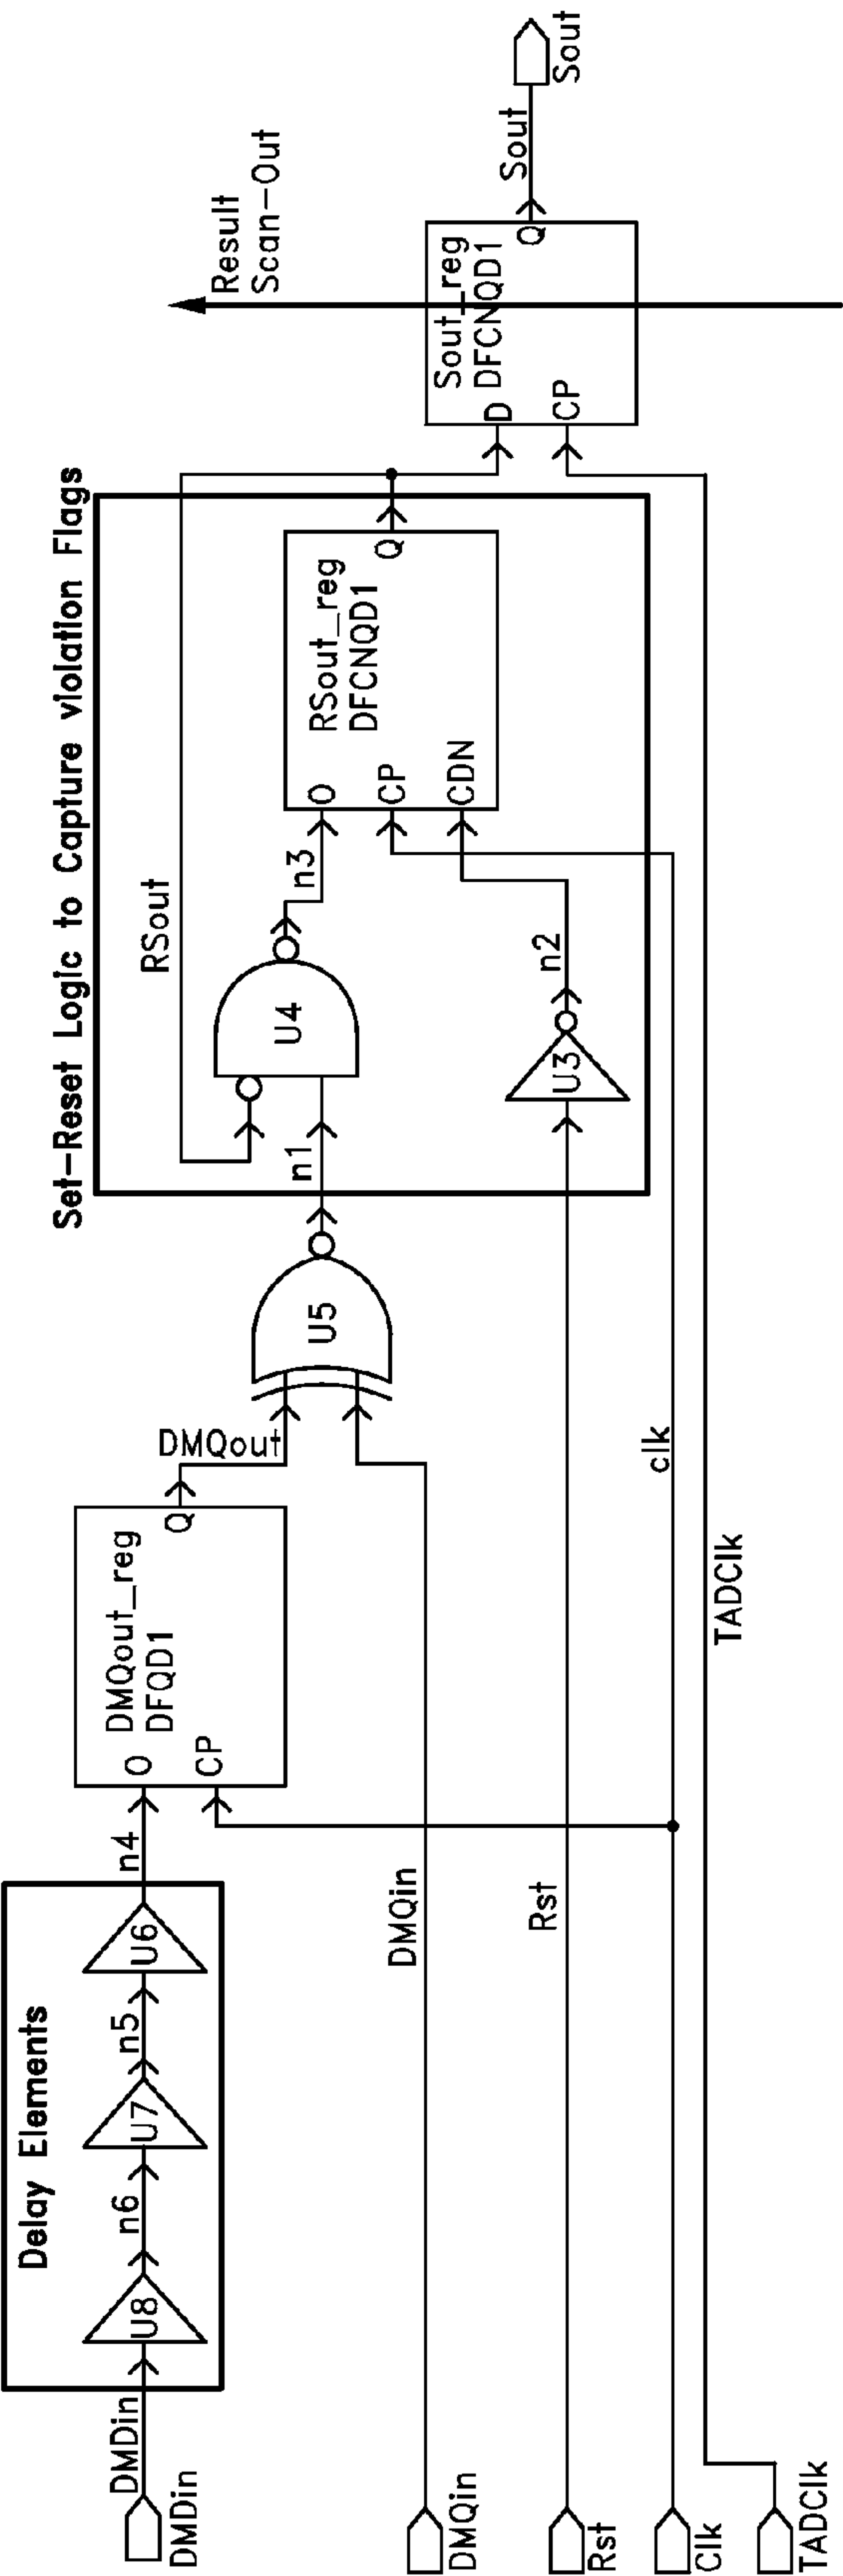 Delay Elements
DMDin
DMDin
U8
n6
U7
n5
U6
n4
O
CP
DMQout_reg
DFQD1
Q
DMQout
DMQin
DMQin
U5
Set-Reset Logic to Capture violation Flags
RSout
n1
U4
n3
O
CP
CDN
RSout_reg
DFCNQD1
Q
Rst
Rst
U3
n2
Clk
clk
TADClk
TADClk
D
CP
Sout_reg
DFCNQD1
Q
Result
Scan-Out
Sout
Sout